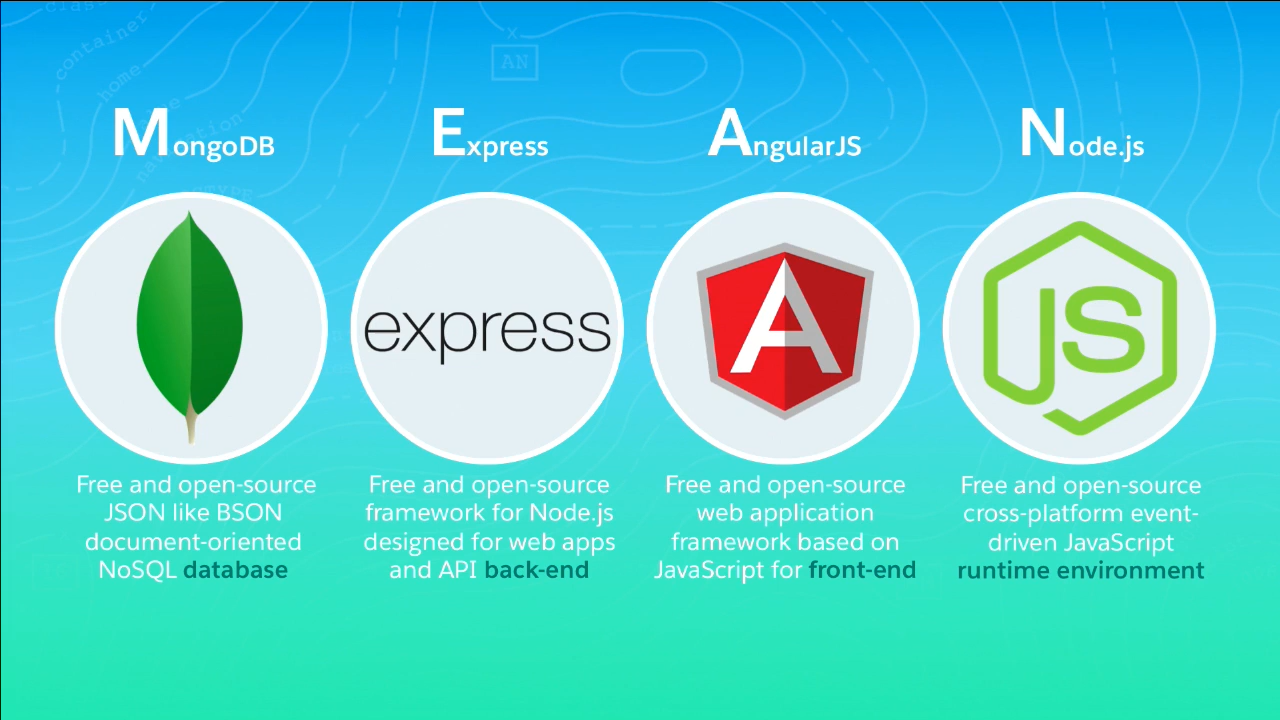 container
home
AN
MongoDB
Express
AngularJS
Node.js
express
A
JS
Free and open-source
JSON like BSON
document-oriented
NoSQL database
Free and open-source
framework for Node.js
designed for web apps
and API back-end
Free and open-source
web application
framework based on
JavaScript for front-end
Free and open-source
cross-platform event-
driven JavaScript
runtime environment